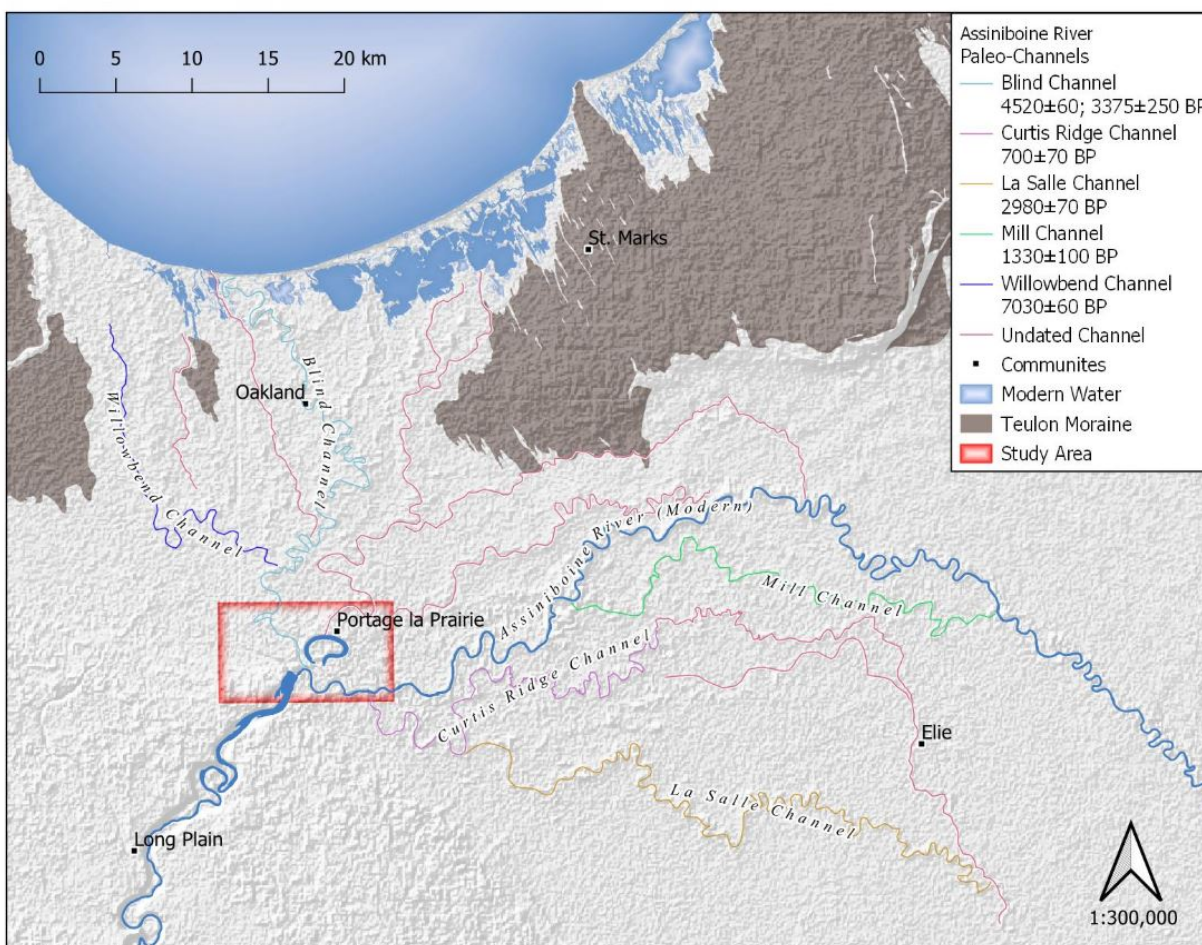 0 5 10 15 20 km
Assiniboine River
Paleo-Channels
Blind Channel
4520±60; 3375±250 BP
Curtis Ridge Channel
700±70 BP
La Salle Channel
2980±70 BP
Mill Channel
1330±100 BP
Willowbend Channel
7030±60 BP
Undated Channel
Communites
Modern Water
Teulon Moraine
Study Area
St. Marks
Oakland
Blind Channel
Willowbend Channel
Assiniboine River (Modern)
Mill Channel
Portage la Prairie
Curtis Ridge Channel
Elie
La Salle Channel
Long Plain
1:300,000